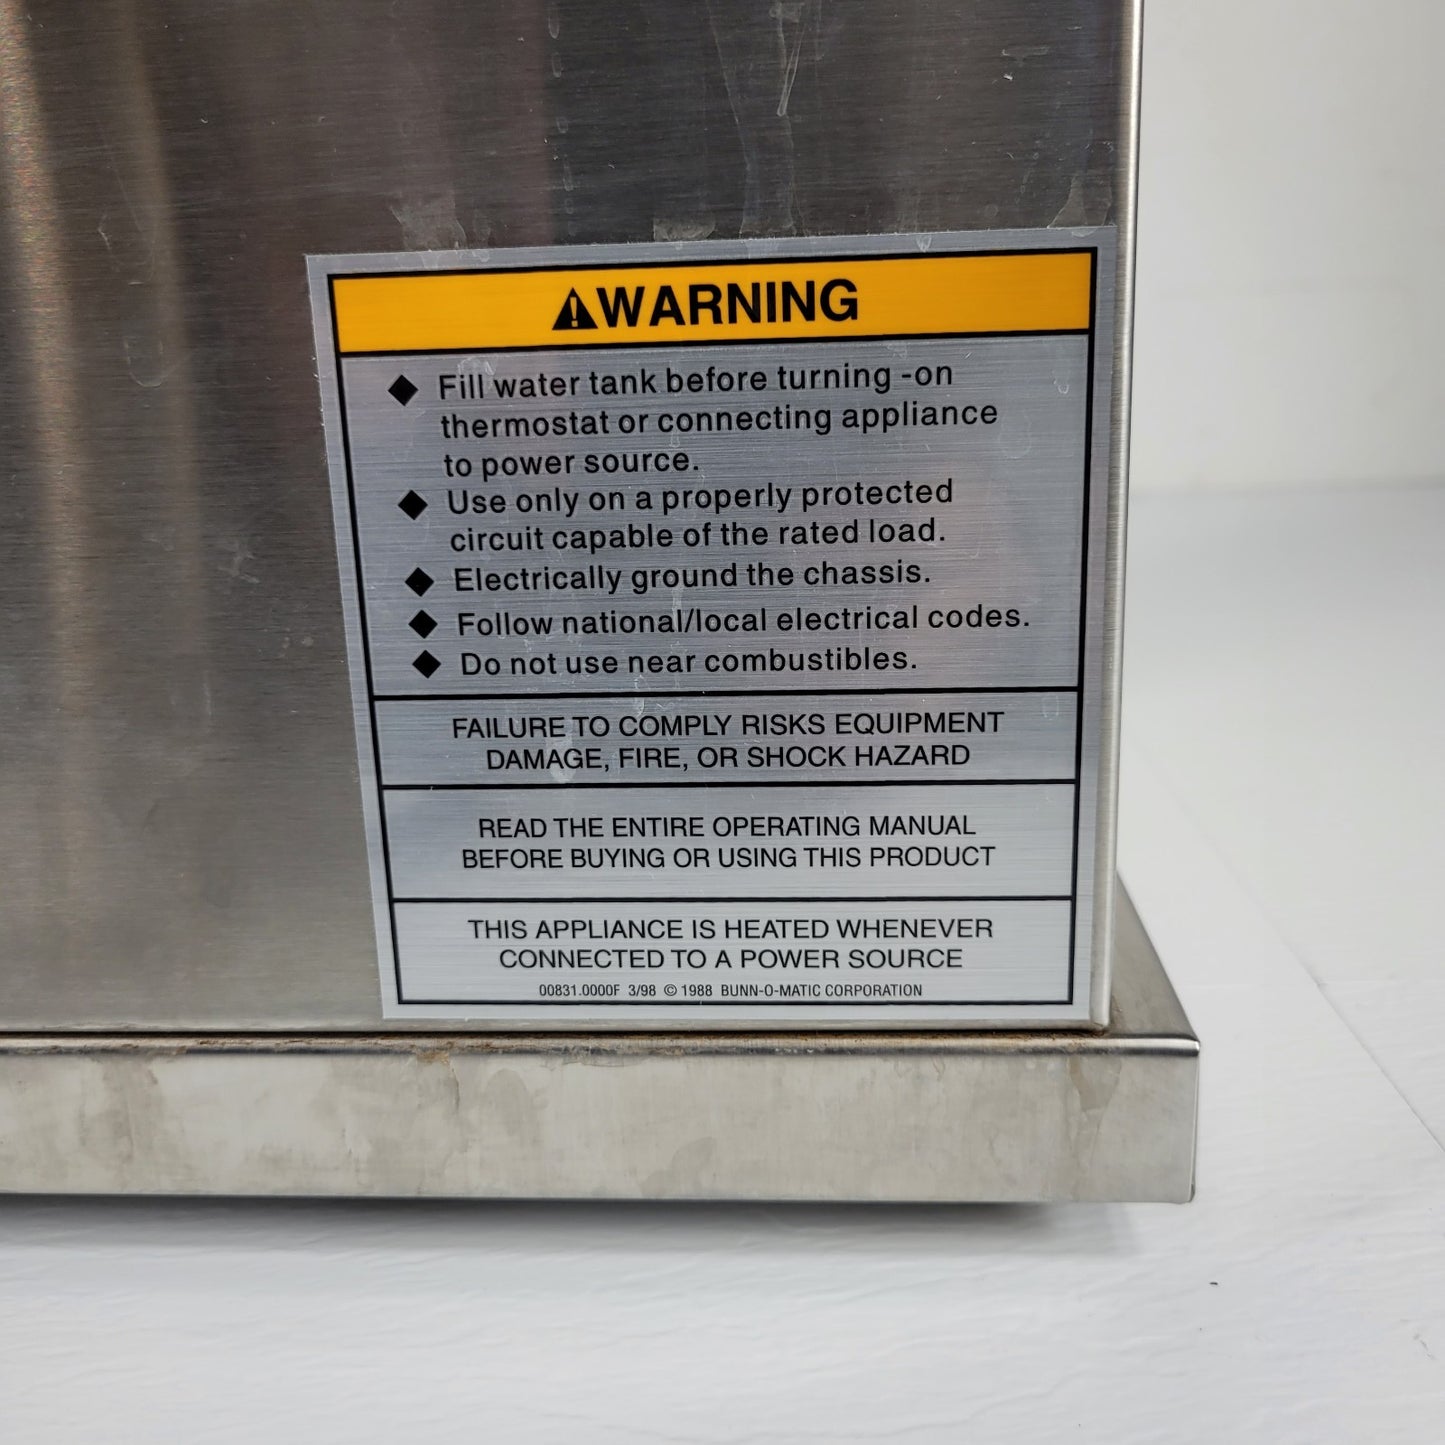 ⚠WARNING
◆ Fill water tank before turning -on
thermostat or connecting appliance
to power source.
◆ Use only on a properly protected
circuit capable of the rated load.
◆ Electrically ground the chassis.
◆ Follow national/local electrical codes.
◆ Do not use near combustibles.
FAILURE TO COMPLY RISKS EQUIPMENT
DAMAGE, FIRE, OR SHOCK HAZARD
READ THE ENTIRE OPERATING MANUAL
BEFORE BUYING OR USING THIS PRODUCT
THIS APPLIANCE IS HEATED WHENEVER
CONNECTED TO A POWER SOURCE
00831.0000F 3/98 © 1988 BUNN-O-MATIC CORPORATION